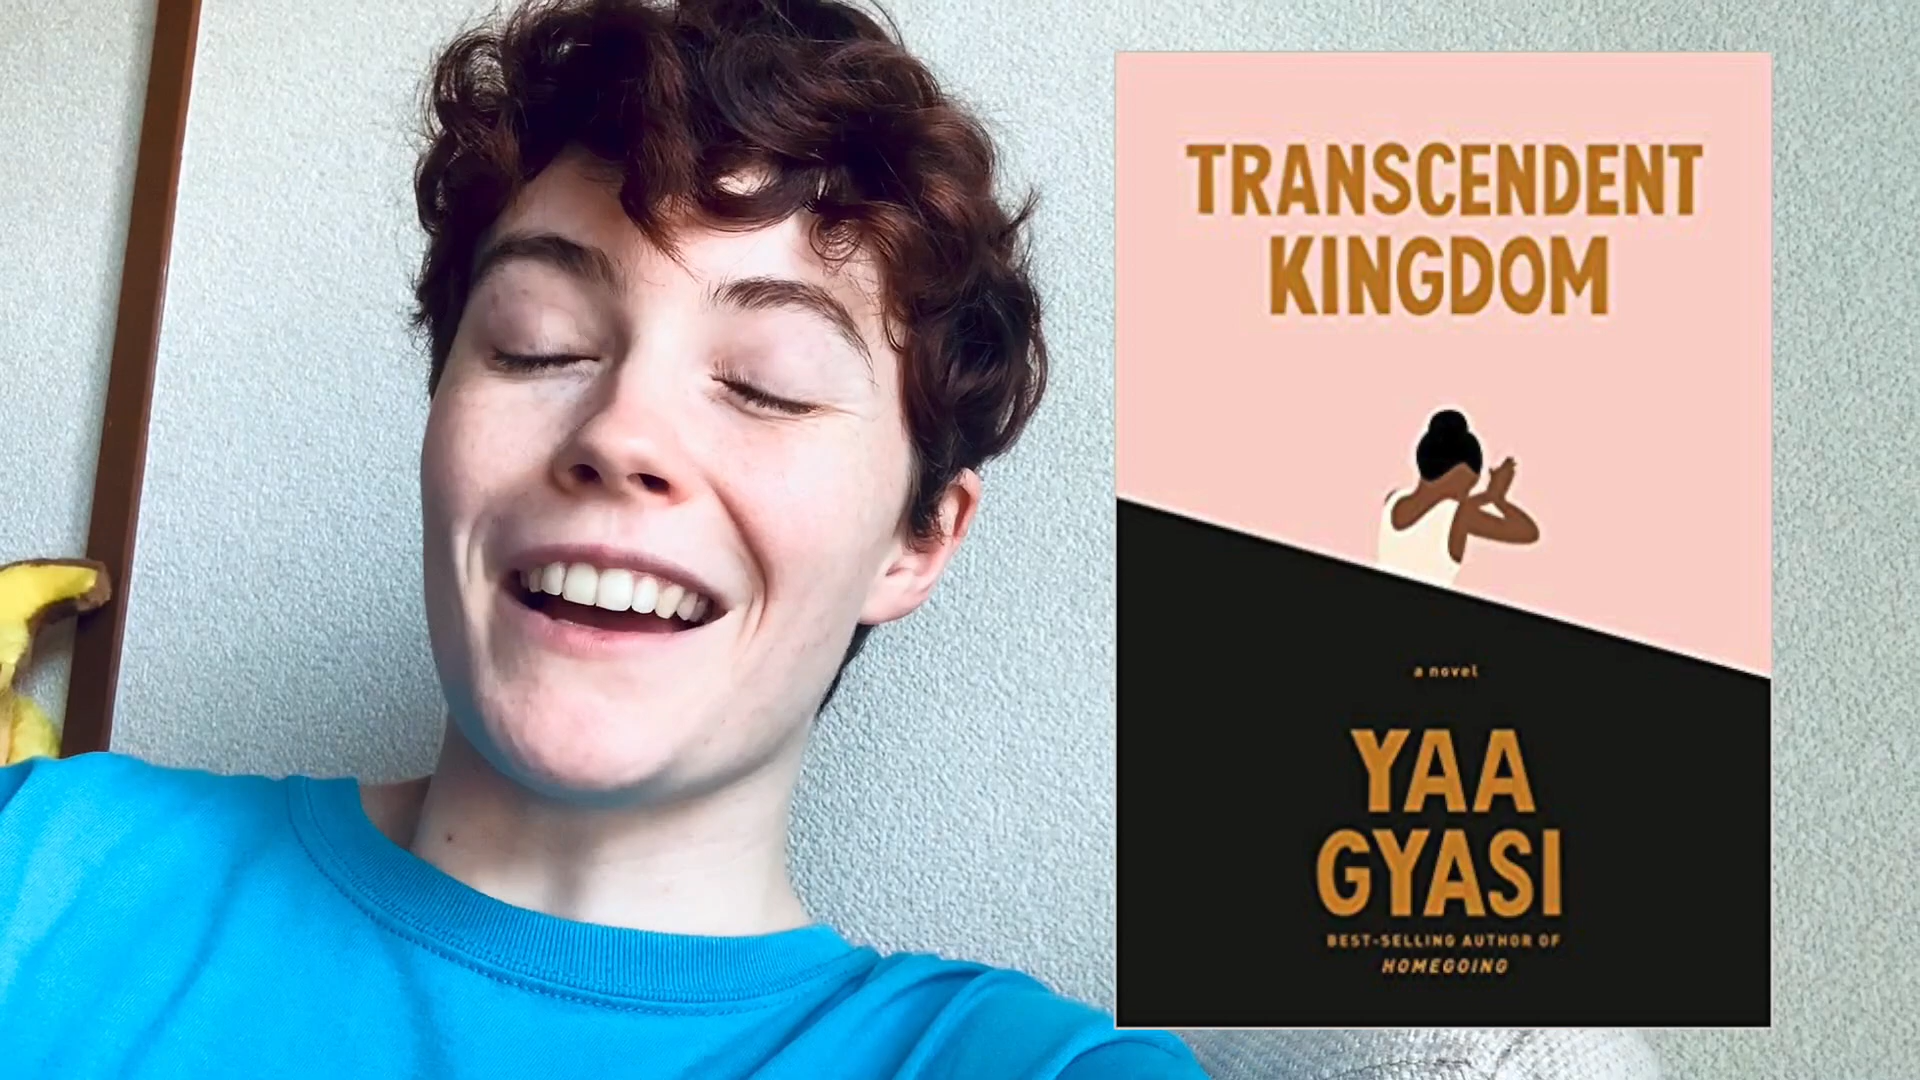 TRANSCENDENT
KINGDOM
a novel
YAA
GYASI
BEST-SELLING AUTHOR OF
HOMEGOING